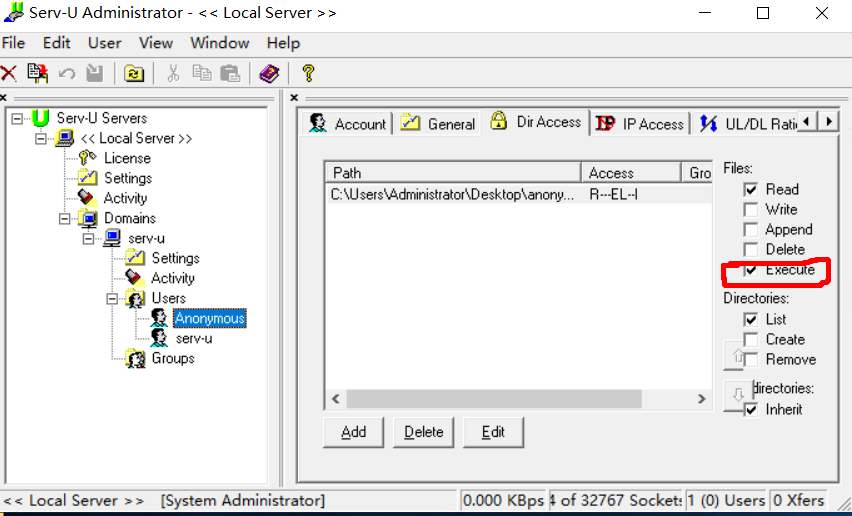 Serv-U Administrator - << Local Server >>
File Edit User View Window Help
Serv-U Servers
<< Local Server >>
License
Settings
Activity
Domains
serv-u
Settings
Activity
Users
Anonymous
serv-u
Groups
Account General Dir Access IP Access UL/DL Rati
Path Access Gro
C:\Users\Administrator\Desktop\anony... R---EL--I
Add Delete Edit
Files:
Read
Write
Append
Delete
Execute
Directories:
List
Create
Remove
directories:
Inherit
<< Local Server >> [System Administrator] 0.000 KBps 4 of 32767 Sockets 1 (0) Users 0 Xfers